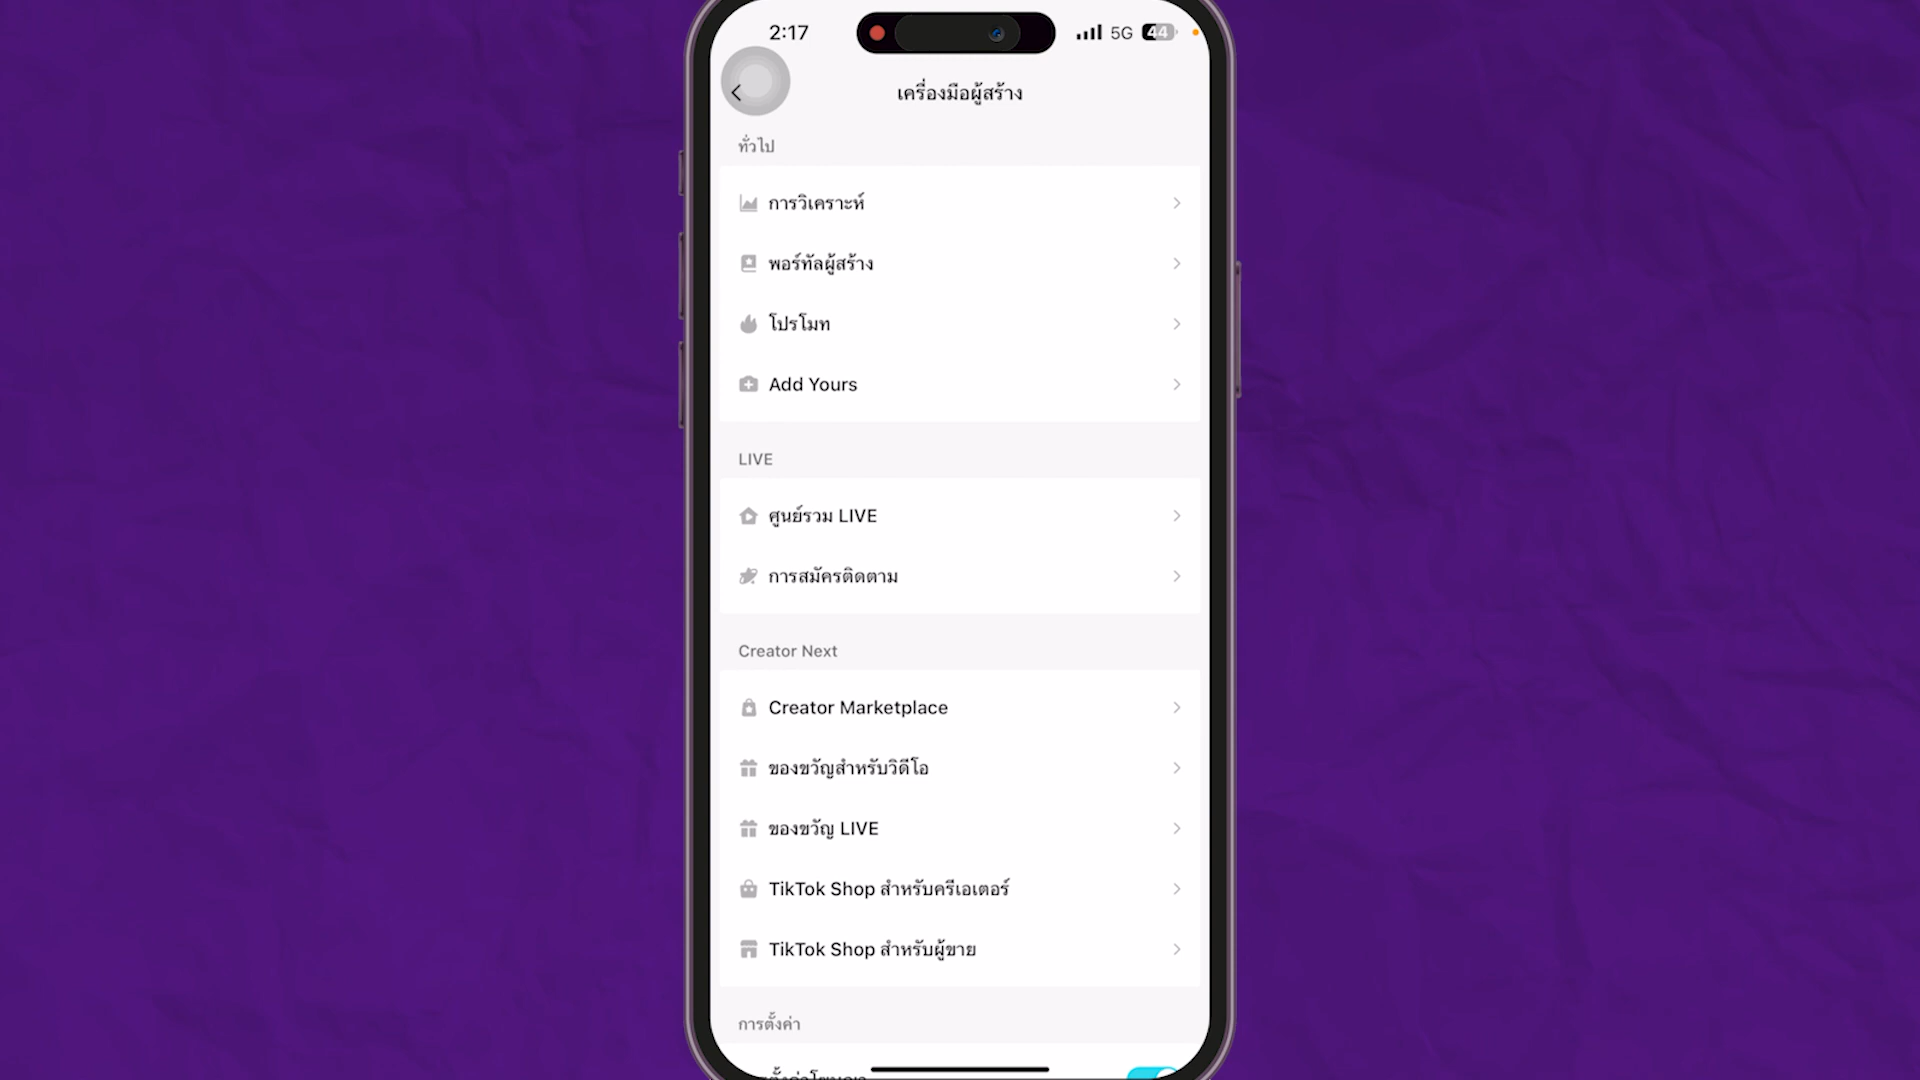 2:17
5G
44
เครื่องมือผู้สร้าง
ทั่วไป
การวิเคราะห์
พอร์ทัลผู้สร้าง
โปรโมท
Add Yours
LIVE
ศูนย์รวม LIVE
การสมัครติดตาม
Creator Next
Creator Marketplace
ของขวัญสำหรับวิดีโอ
ของขวัญ LIVE
TikTok Shop สำหรับครีเอเตอร์
TikTok Shop สำหรับผู้ขาย
การตั้งค่า